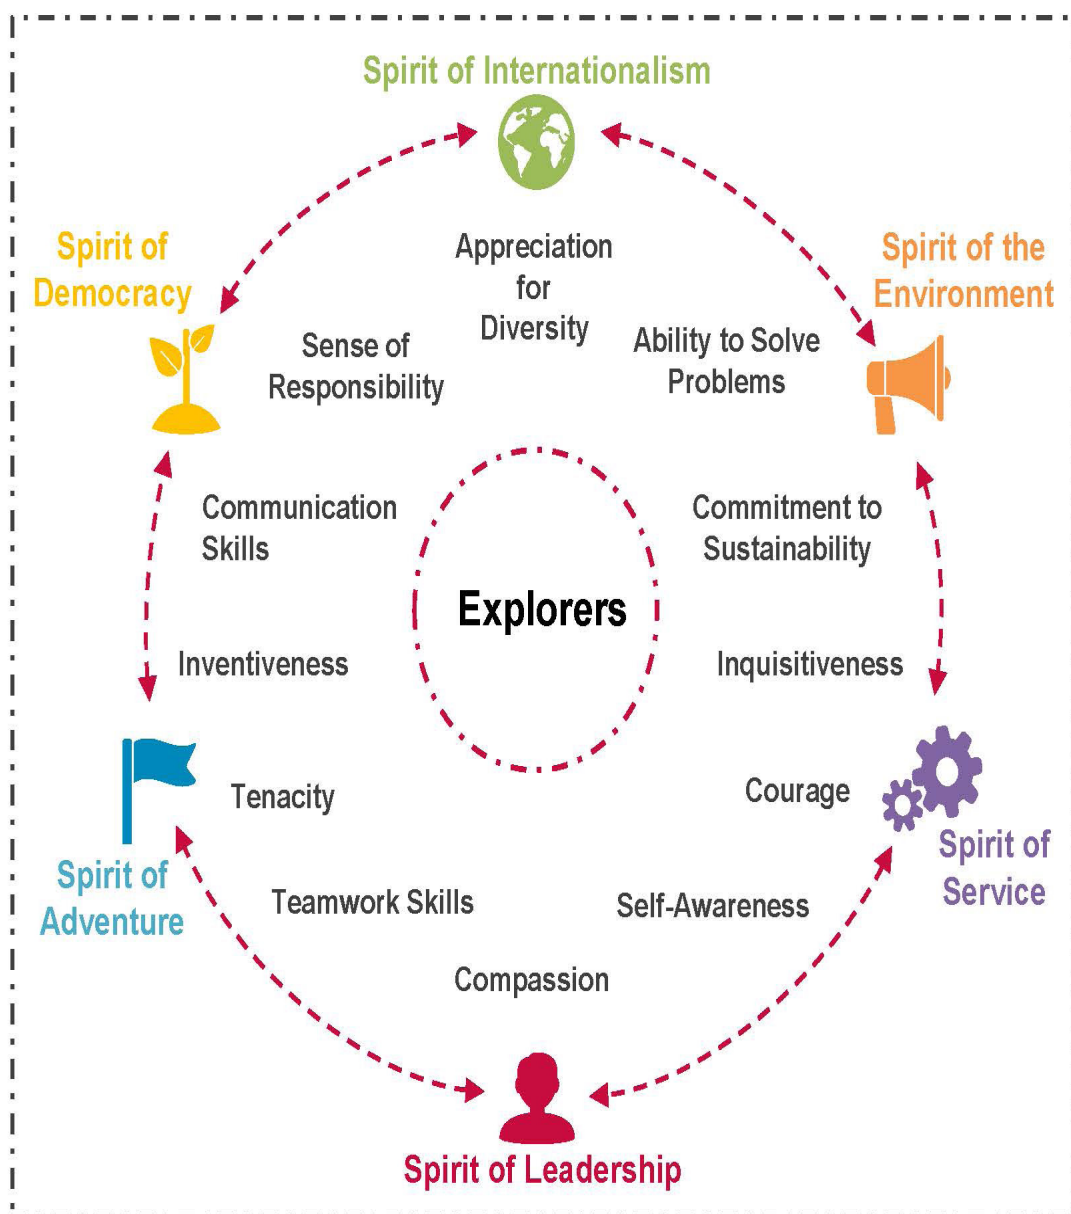 Spirit of Internationalism
Spirit of
Democracy
Spirit of the
Environment
Appreciation
for
Diversity
Sense of
Responsibility
Ability to Solve
Problems
Communication
Skills
Commitment to
Sustainability
Explorers
Inventiveness
Inquisitiveness
Tenacity
Courage
Spirit of
Adventure
Spirit of
Service
Teamwork Skills
Self-Awareness
Compassion
Spirit of Leadership